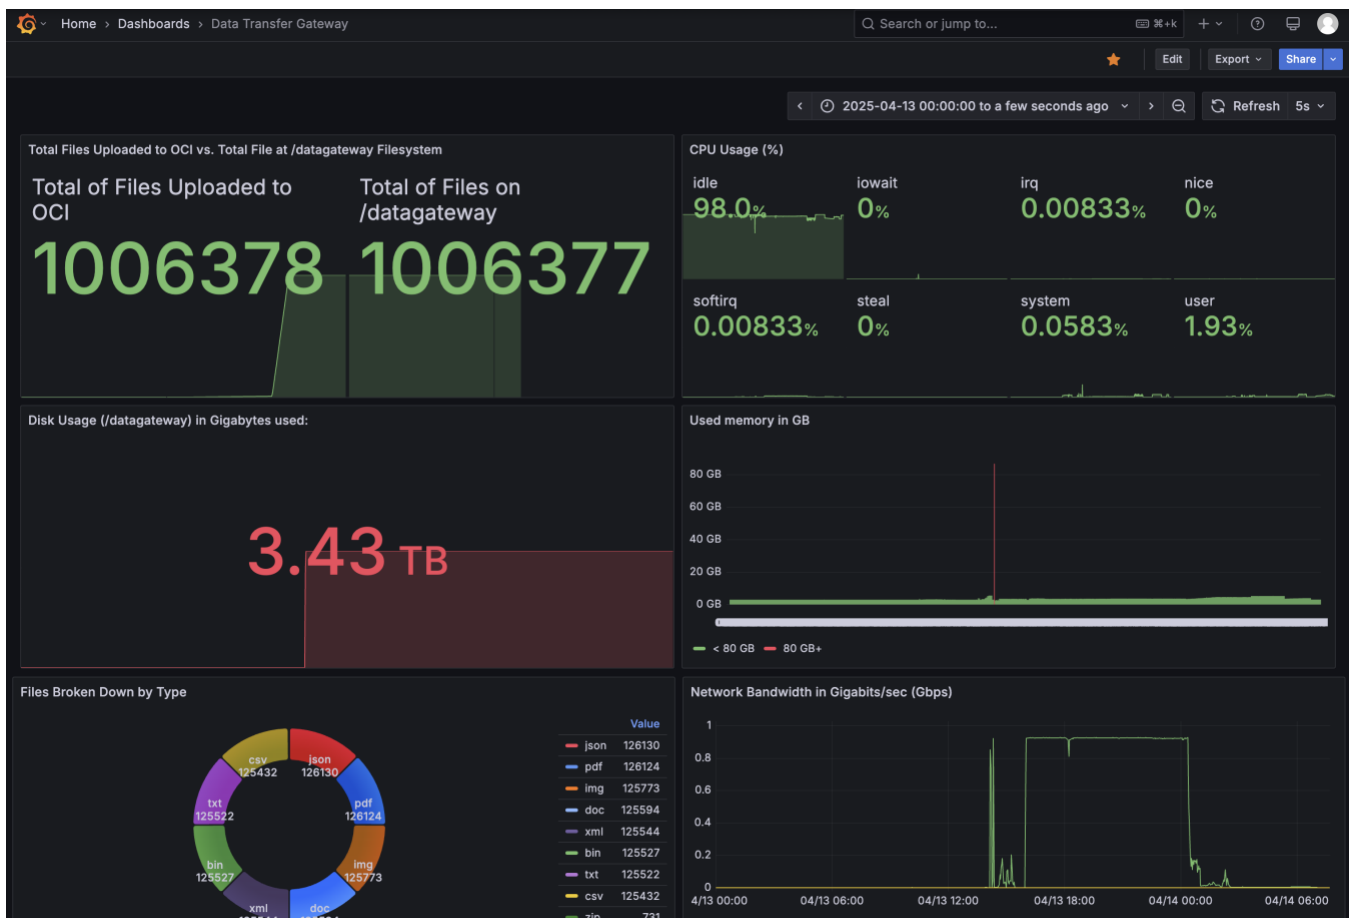 Home › Dashboards › Data Transfer Gateway
Search or jump to...
⌘+k
Edit
Export
Share
2025-04-13 00:00:00 to a few seconds ago
Refresh
5s
Total Files Uploaded to OCI vs. Total File at /datagateway Filesystem
Total of Files Uploaded to
OCI
1006378
Total of Files on
/datagateway
1006377
CPU Usage (%)
idle
98.0%
iowait
0%
irq
0.00833%
nice
0%
softirq
0.00833%
steal
0%
system
0.0583%
user
1.93%
Disk Usage (/datagateway) in Gigabytes used:
3.43 TB
Used memory in GB
80 GB
60 GB
40 GB
20 GB
0 GB
< 80 GB
80 GB+
Files Broken Down by Type
csv
125432
json
126130
txt
125522
pdf
126124
bin
125527
img
125773
xml
doc
Value
json 126130
pdf 126124
img 125773
doc 125594
xml 125544
bin 125527
txt 125522
csv 125432
zip 731
Network Bandwidth in Gigabits/sec (Gbps)
1
0.8
0.6
0.4
0.2
0
4/13 00:00
04/13 06:00
04/13 12:00
04/13 18:00
04/14 00:00
04/14 06:00